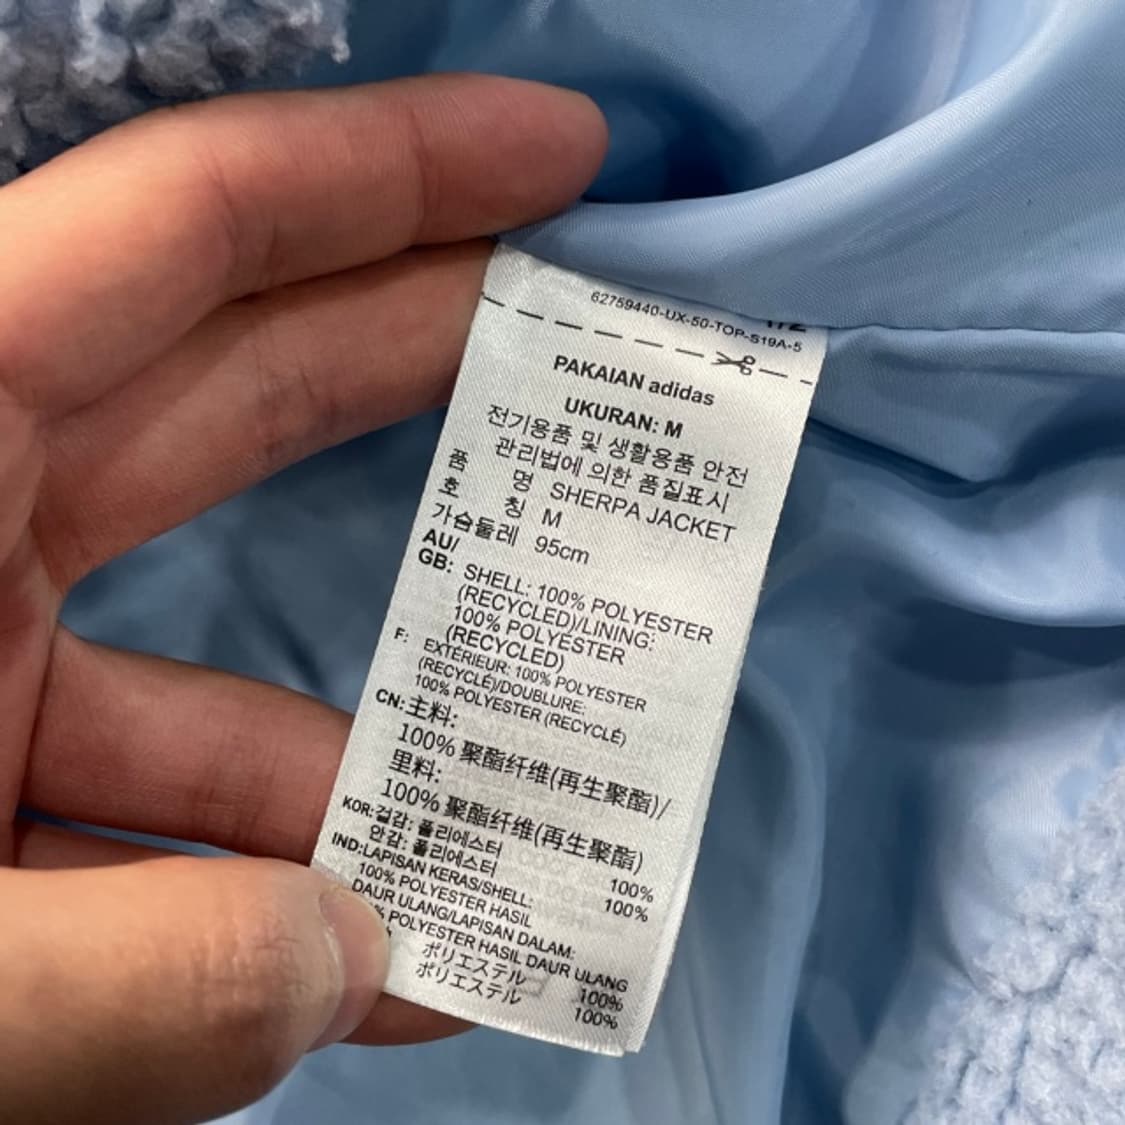 62759440-UX-50-TOP-S19A-5
PAKAIAN adidas
UKURAN: M
전기용품 및 생활용품 안전
관리법에 의한 품질표시
품 명 SHERPA JACKET
호 칭 M
가슴둘레 95cm
AU/
GB: SHELL: 100% POLYESTER
(RECYCLED)/LINING:
100% POLYESTER
(RECYCLED)
F: EXTÉRIEUR: 100% POLYESTER
(RECYCLÉ)/DOUBLURE:
100% POLYESTER (RECYCLÉ)
CN:主料:
100% 聚酯纤维(再生聚酯)/
里料:
100% 聚酯纤维(再生聚酯)
KOR:겉감: 폴리에스터 100%
안감: 폴리에스터 100%
IND:LAPISAN KERAS/SHELL:
100% POLYESTER HASIL
DAUR ULANG/LAPISAN DALAM:
% POLYESTER HASIL DAUR ULANG
ポリエステル 100%
ポリエステル 100%